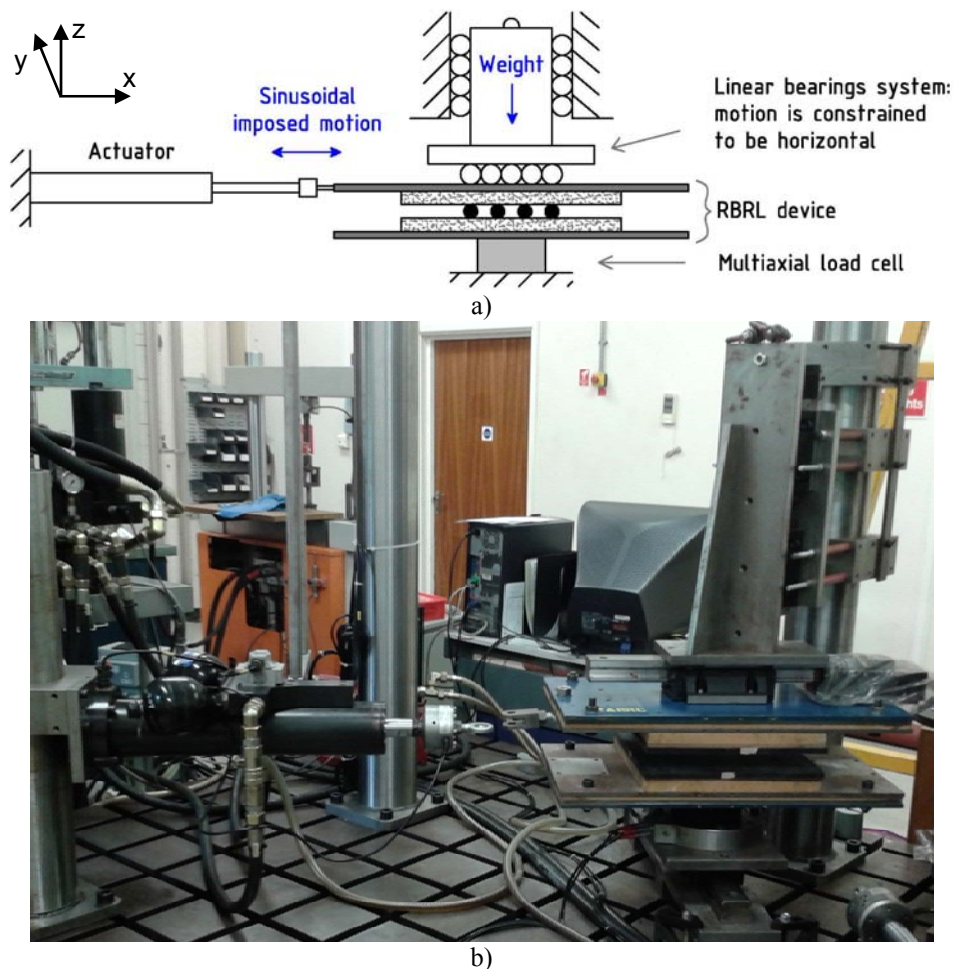 z
y
x
Weight
Sinusoidal
imposed motion
Actuator
Linear bearings system:
motion is constrained
to be horizontal
RBRL device
Multiaxial load cell
a)
b)